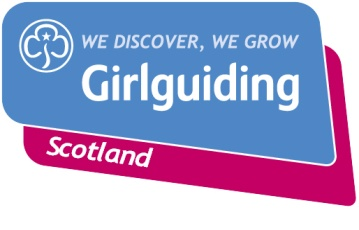 WE DISCOVER, WE GROW
Girlguiding
Scotland